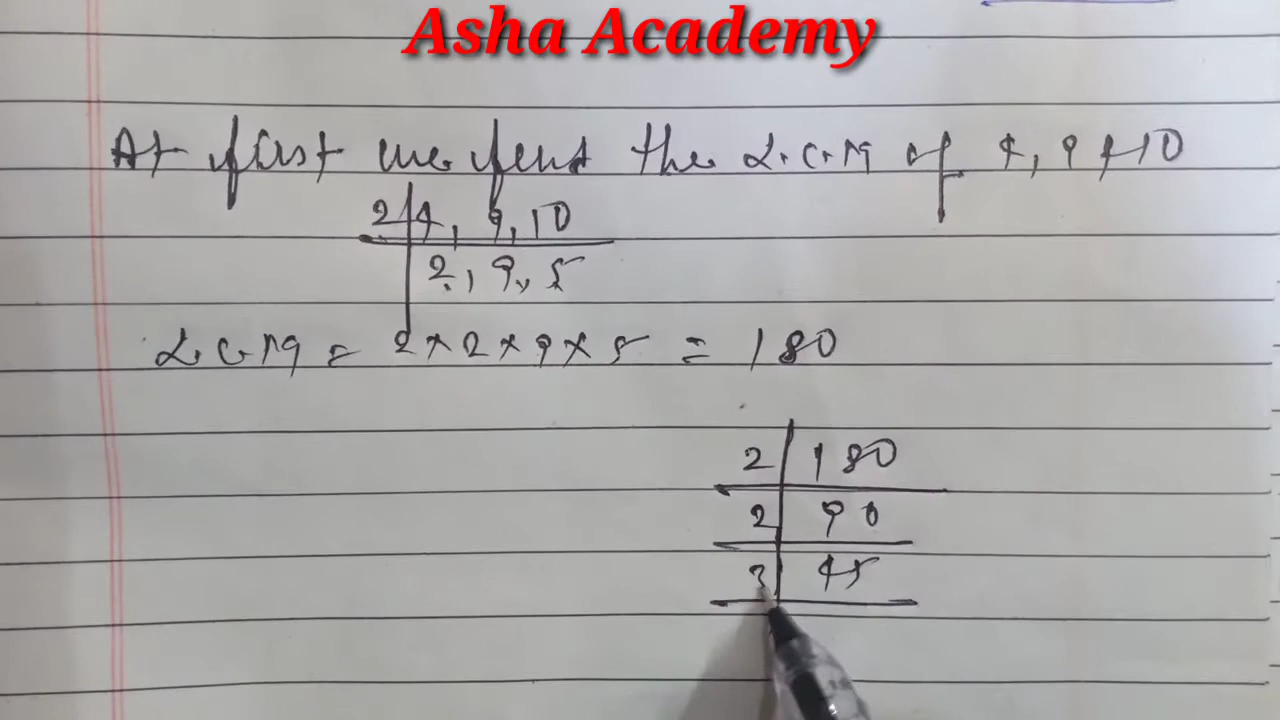 Asha Academy
At first we find the L.C.M of 4, 9 & 10
2 | 4, 9, 10
2, 9, 5
L.C.M = 2 × 2 × 9 × 5 = 180
2 | 180
2 | 90
3 | 45